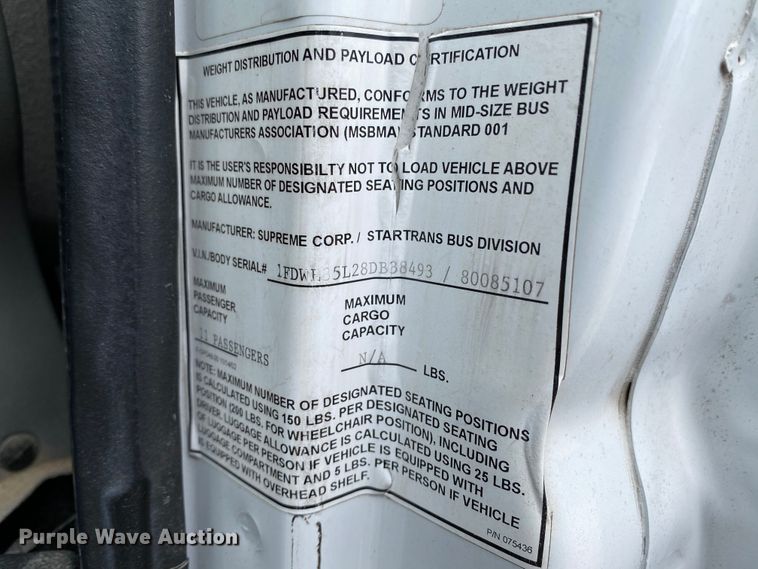 WEIGHT DISTRIBUTION AND PAYLOAD CERTIFICATION
THIS VEHICLE, AS MANUFACTURED, CONFORMS TO THE WEIGHT
DISTRIBUTION AND PAYLOAD REQUIREMENTS IN MID-SIZE BUS
MANUFACTURERS ASSOCIATION (MSBMA) STANDARD 001
IT IS THE USER'S RESPONSIBILTY NOT TO LOAD VEHICLE ABOVE
MAXIMUM NUMBER OF DESIGNATED SEATING POSITIONS AND
CARGO ALLOWANCE.
MANUFACTURER: SUPREME CORP. / STARTRANS BUS DIVISION
V.I.N./BODY SERIAL# 1FDWE35L28DB38493 / 80085107
MAXIMUM
PASSENGER
CAPACITY
11 PASSENGERS
MAXIMUM
CARGO
CAPACITY
N/A LBS.
NOTE: MAXIMUM NUMBER OF DESIGNATED SEATING POSITIONS
IS CALCULATED USING 150 LBS. PER DESIGNATED SEATING
POSITION (200 LBS. FOR WHEELCHAIR POSITION), INCLUDING
DRIVER. LUGGAGE ALLOWANCE IS CALCULATED USING 25 LBS.
OF LUGGAGE PER PERSON IF VEHICLE IS EQUIPPED WITH
LUGGAGE COMPARTMENT AND 5 LBS. PER PERSON IF VEHICLE
IS EQUIPPED WITH OVERHEAD SHELF.
P/N 075436
Purple Wave Auction